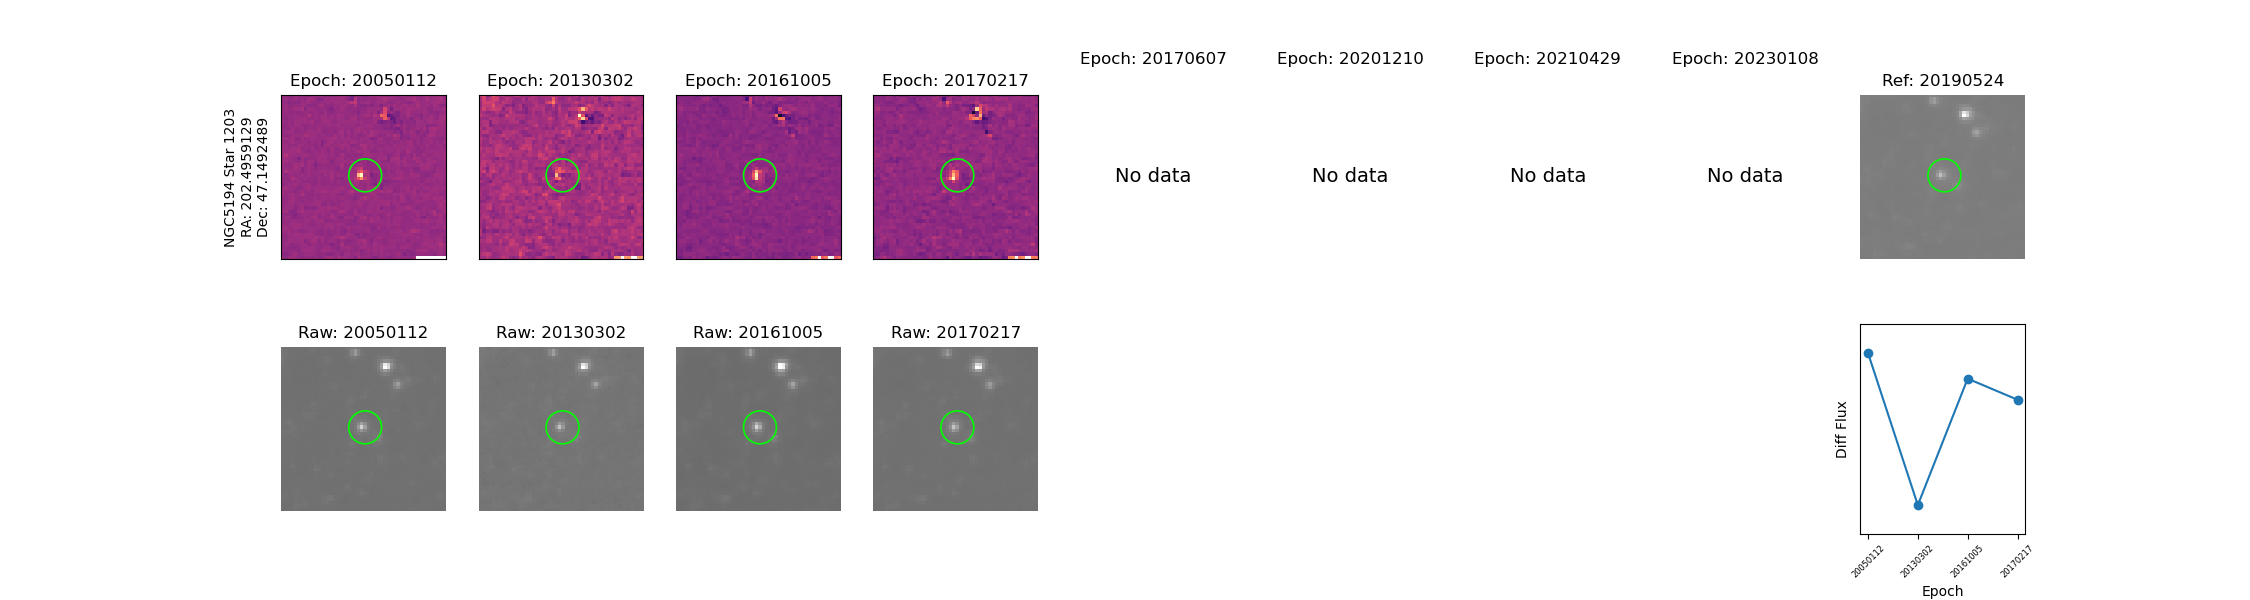 Epoch: 20050112
Epoch: 20130302
Epoch: 20161005
Epoch: 20170217
Epoch: 20170607
Epoch: 20201210
Epoch: 20210429
Epoch: 20230108
Ref: 20190524
NGC5194 Star 1203
RA: 202.4959129
Dec: 47.1492489
No data
No data
No data
No data
Raw: 20050112
Raw: 20130302
Raw: 20161005
Raw: 20170217
Diff Flux
20050112
20130302
20161005
20170217
Epoch